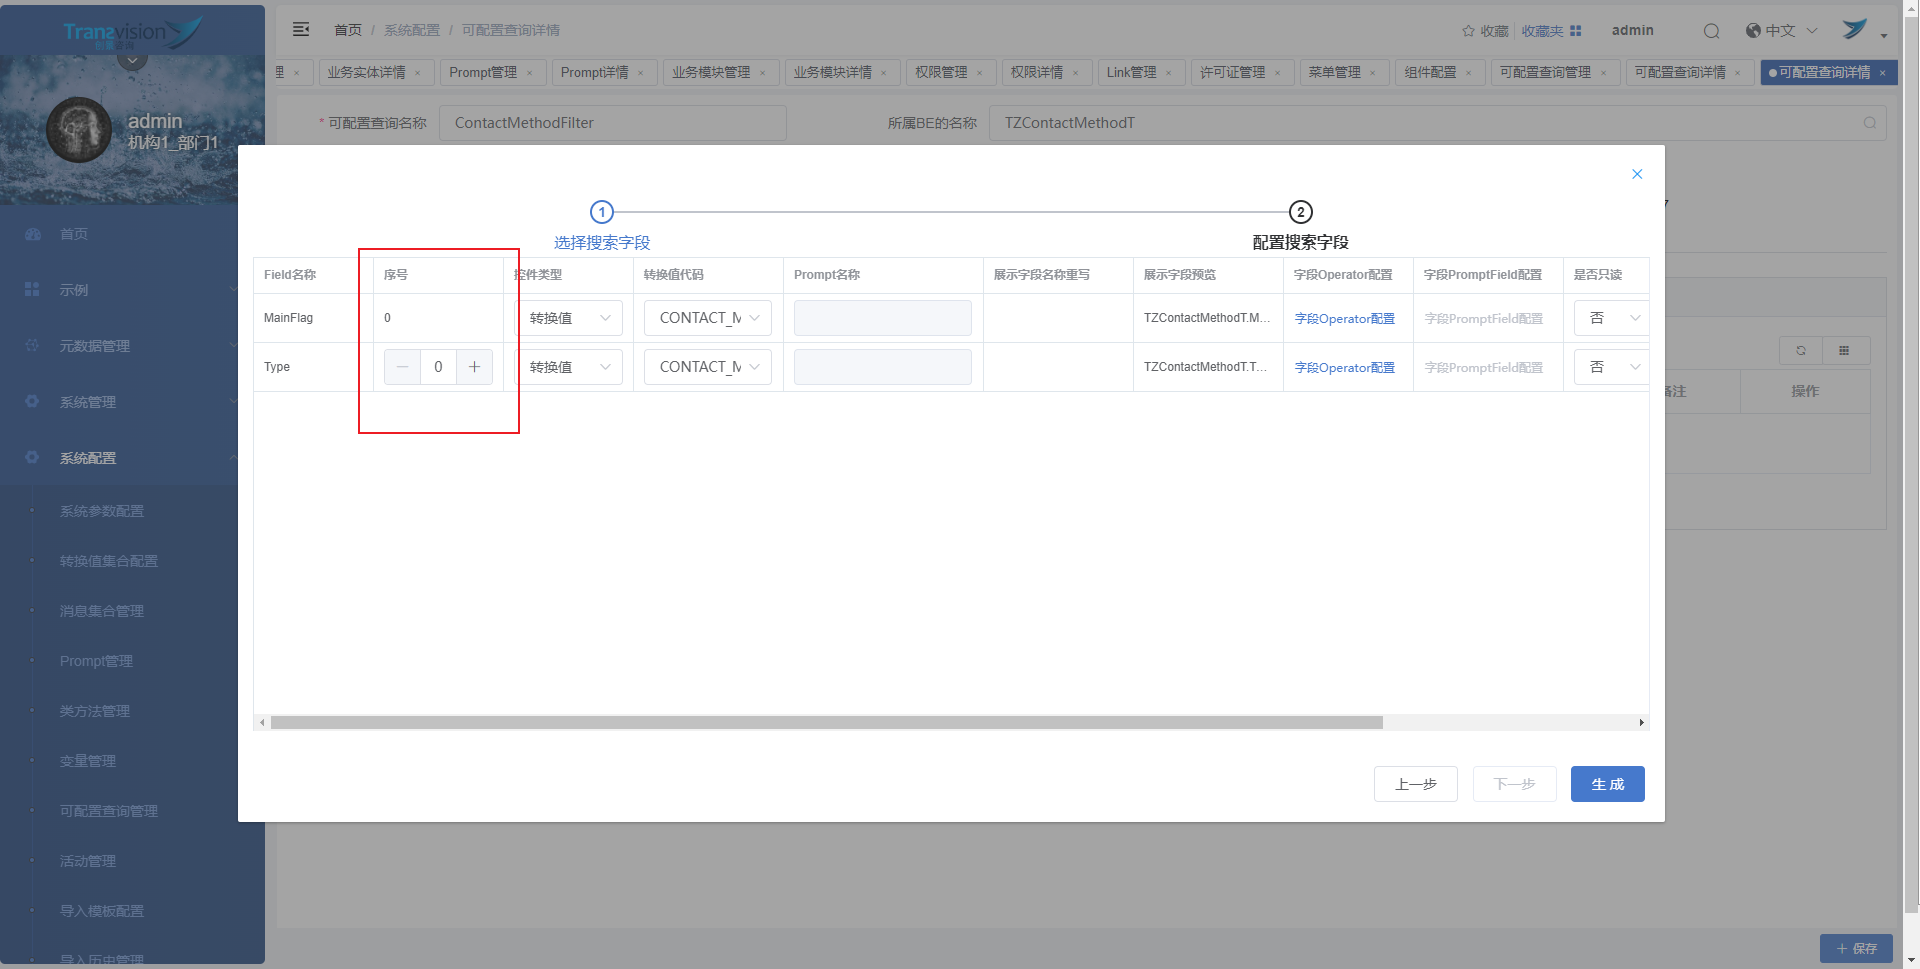 Tranzvision
创景咨询
首页 / 系统配置 / 可配置查询详情
收藏 收藏夹 admin 中文
理 × 业务实体详情 × Prompt管理 × Prompt详情 × 业务模块管理 × 业务模块详情 × 权限管理 × 权限详情 × Link管理 × 许可证管理 × 菜单管理 × 组件配置 × 可配置查询管理 × 可配置查询详情 × 可配置查询详情 ×
admin
机构1_部门1
* 可配置查询名称 ContactMethodFilter 所属BE的名称 TZContactMethodT
首页
示例
元数据管理
系统管理
系统配置
系统参数配置
转换值集合配置
消息集合管理
Prompt管理
类方法管理
变量管理
可配置查询管理
活动管理
导入模板配置
导入历史管理
1 2
选择搜索字段 配置搜索字段
Field名称 序号 控件类型 转换值代码 Prompt名称 展示字段名称重写 展示字段预览 字段Operator配置 字段PromptField配置 是否只读
MainFlag 0 转换值 CONTACT_M TZContactMethodT.M... 字段Operator配置 字段PromptField配置 否
Type 0 转换值 CONTACT_M TZContactMethodT.T... 字段Operator配置 字段PromptField配置 否
备注 操作
上一步 下一步 生 成
保存